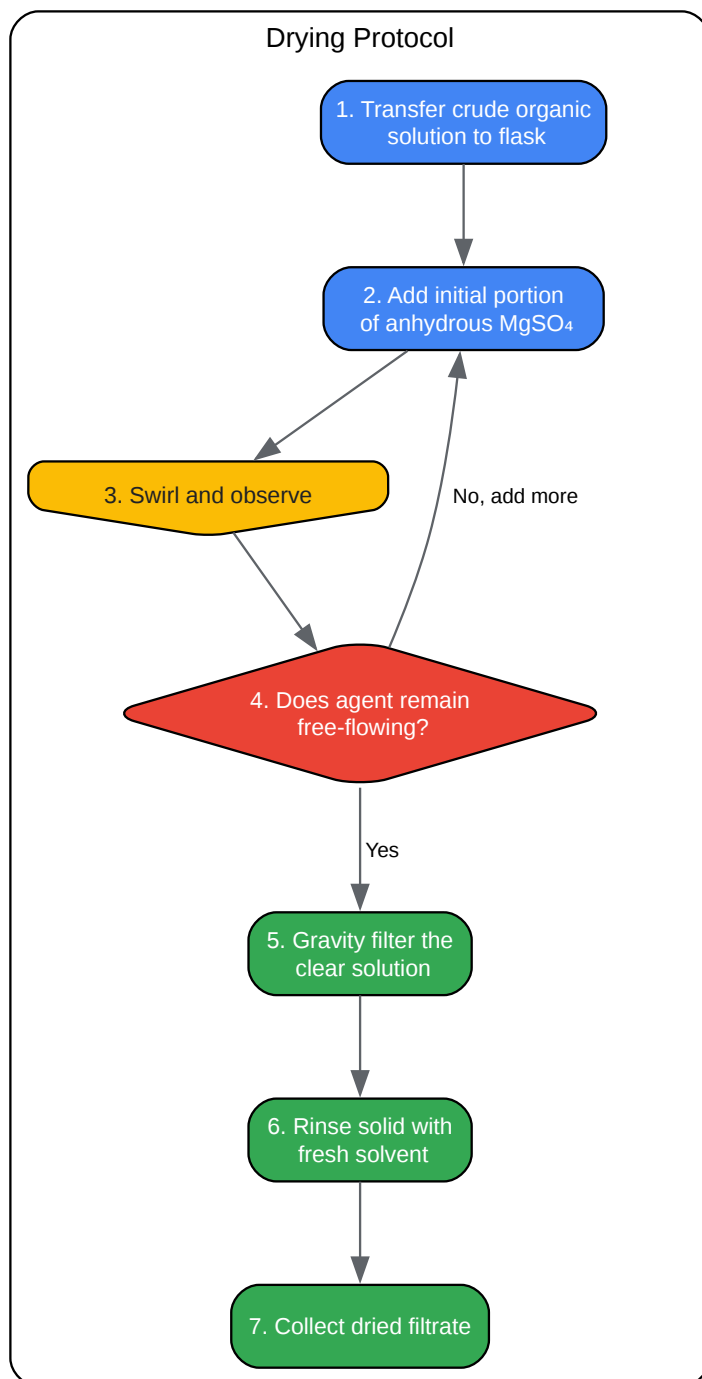 Drying Protocol
1. Transfer crude organic
solution to flask
2. Add initial portion
of anhydrous MgSO₄
3. Swirl and observe
No, add more
4. Does agent remain
free-flowing?
Yes
5. Gravity filter the
clear solution
6. Rinse solid with
fresh solvent
7. Collect dried filtrate